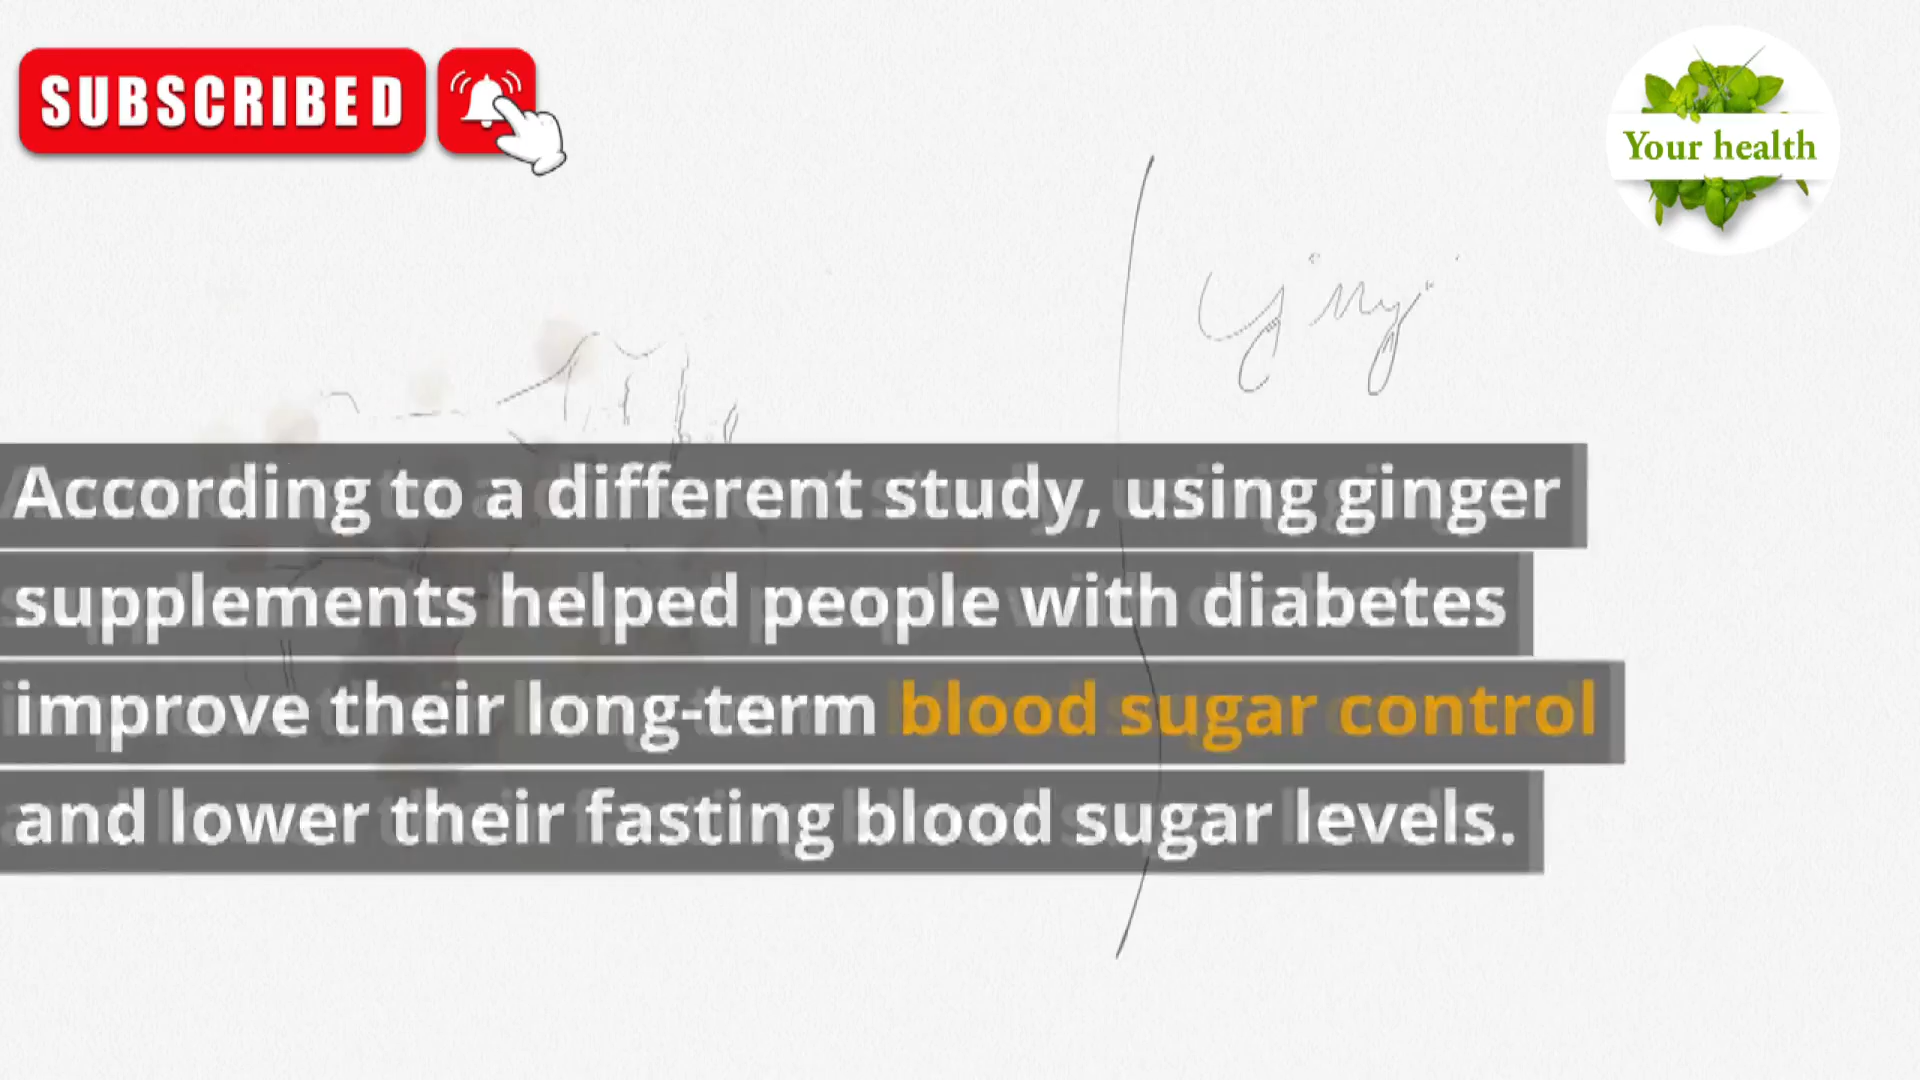 SUBSCRIBED
Your health
According to a different study, using ginger
supplements helped people with diabetes
improve their long-term blood sugar control
and lower their fasting blood sugar levels.